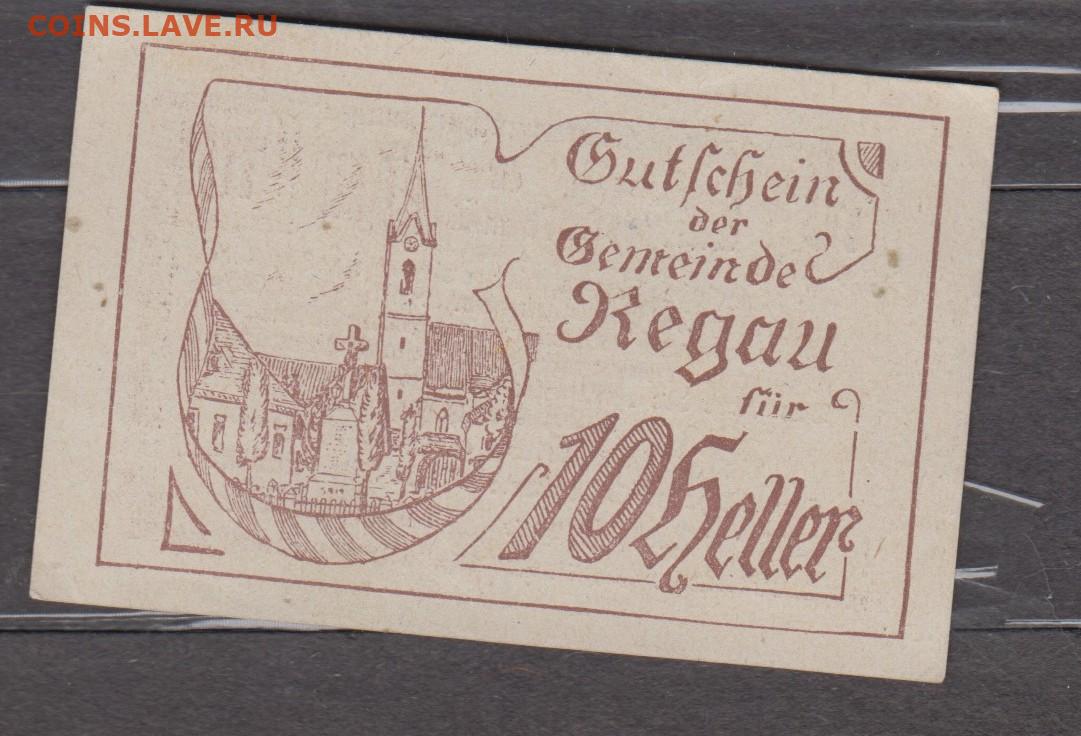 COINS.LAVE.RU
Gutschein
der
Gemeinde
Regau
für
10 Heller